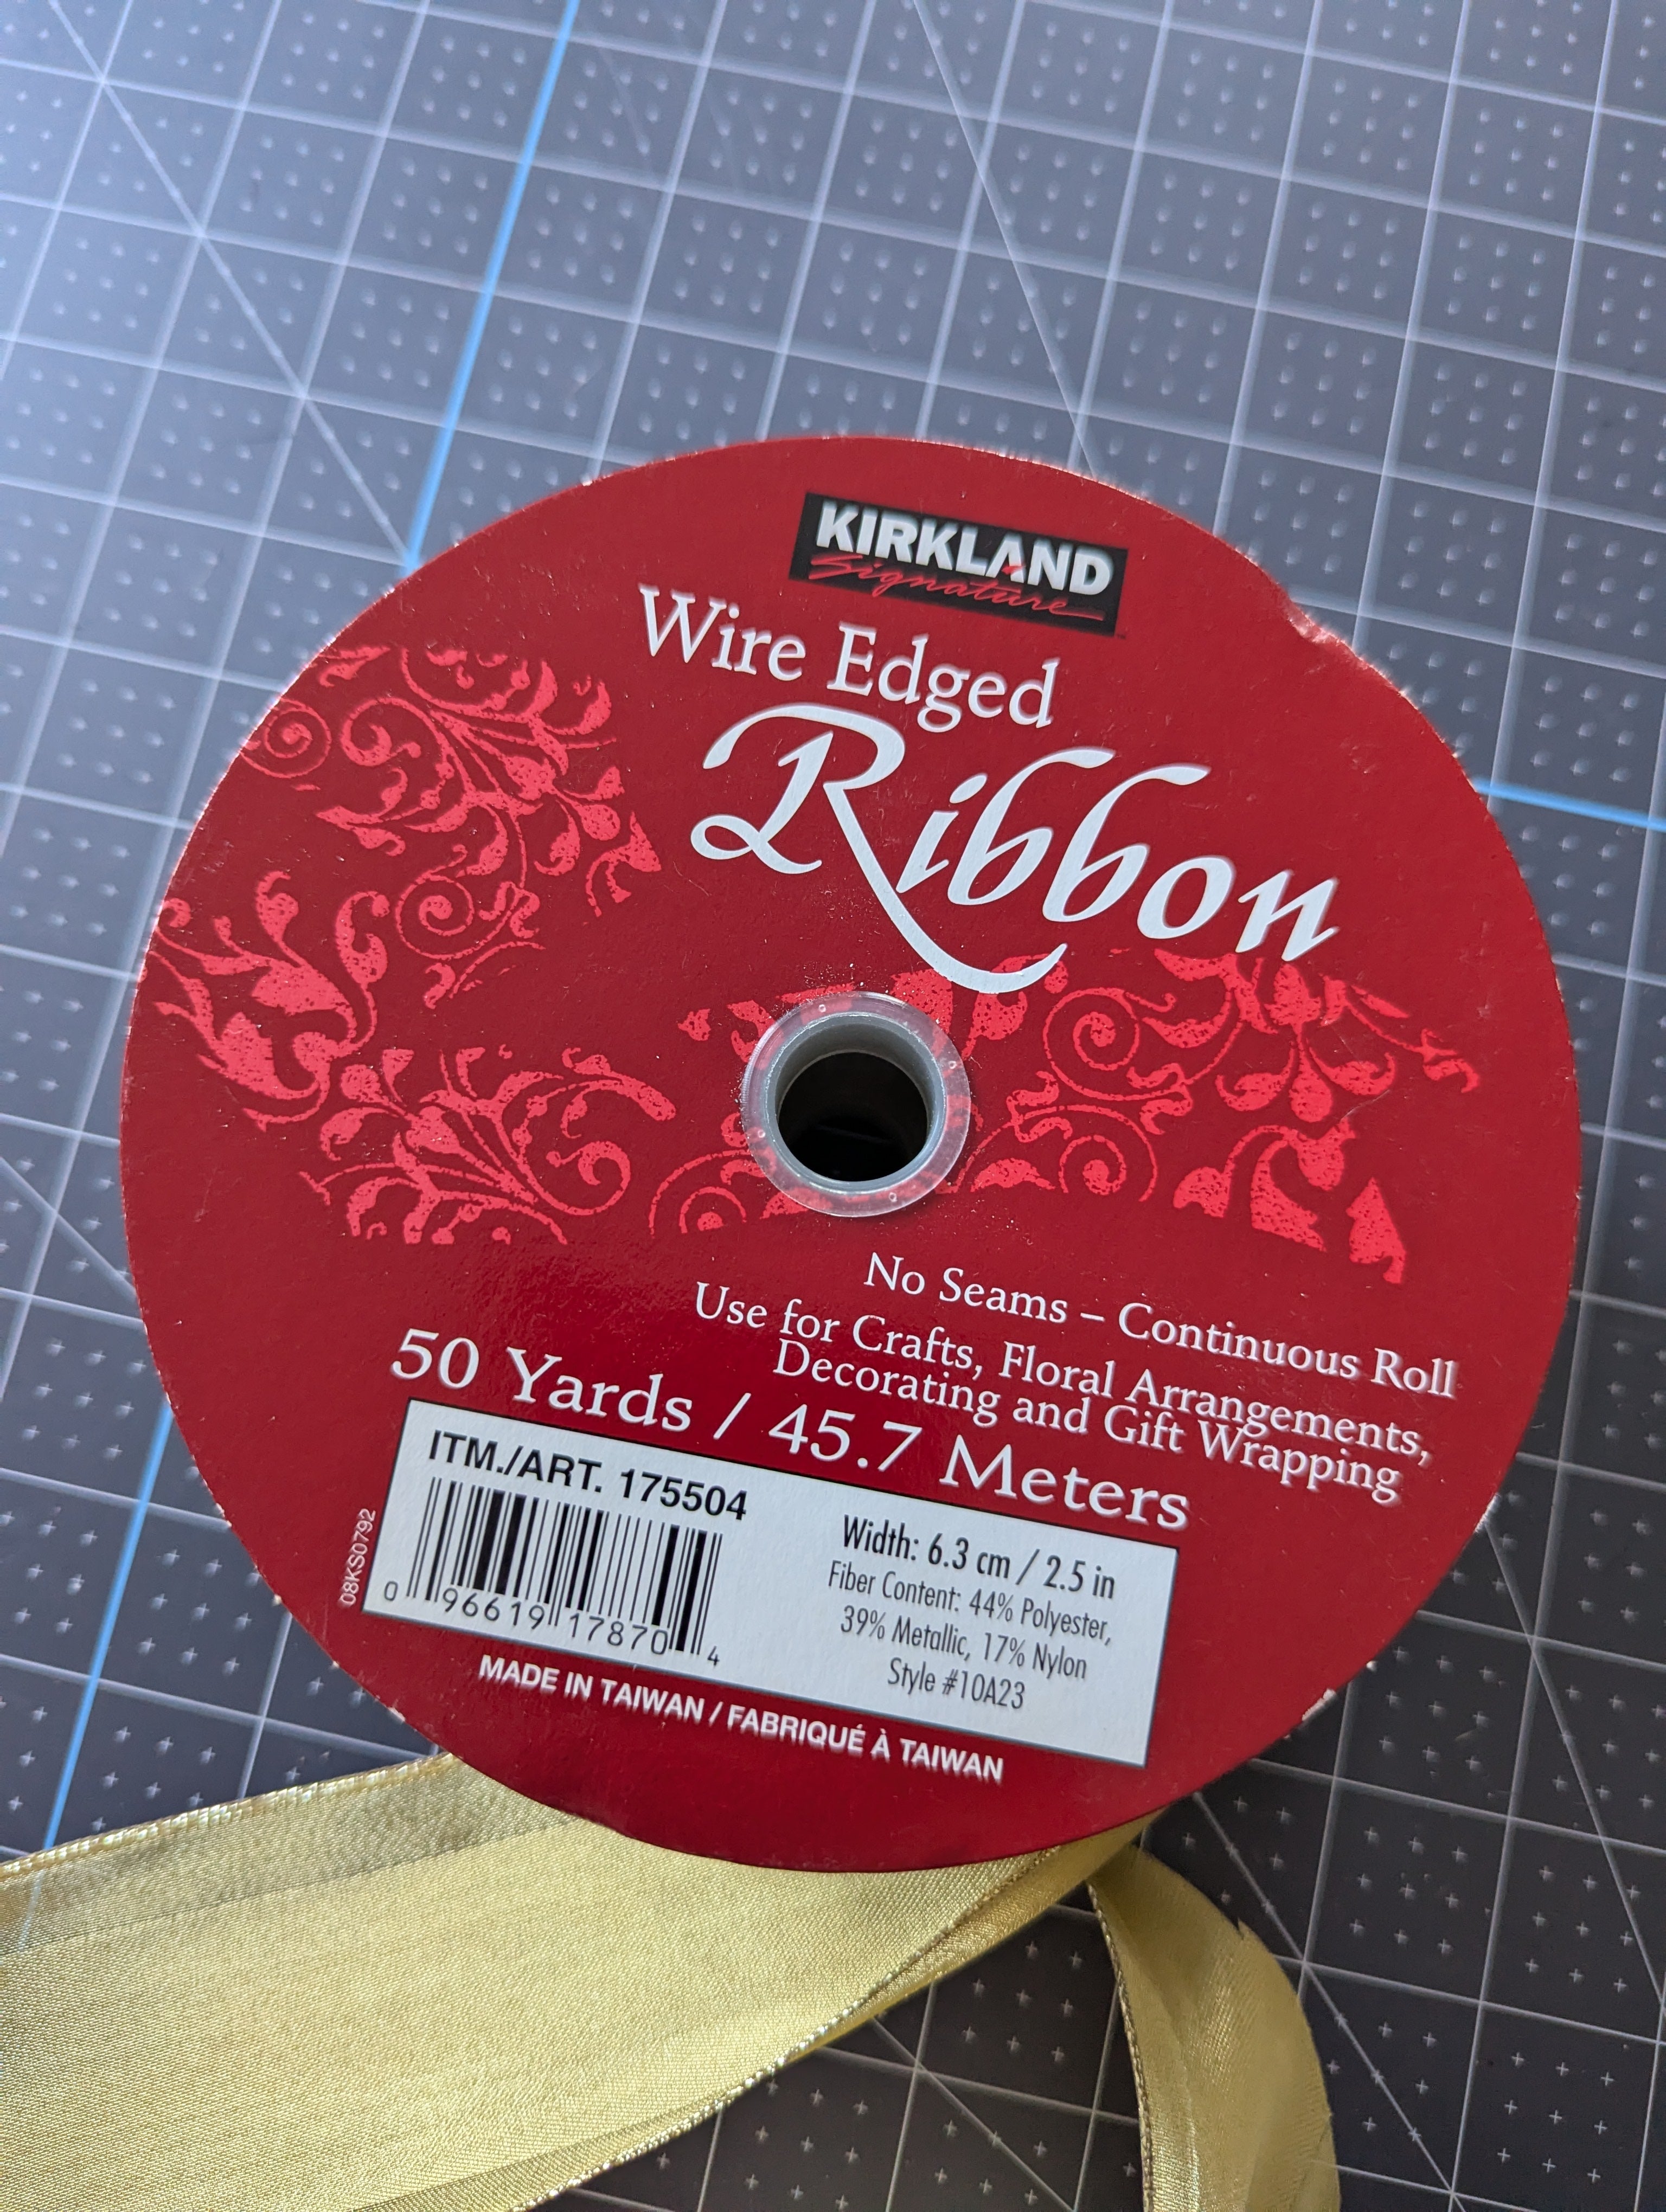 KIRKLAND
Signature
Wire Edged
Ribbon
No Seams – Continuous Roll
Use for Crafts, Floral Arrangements,
Decorating and Gift Wrapping
50 Yards / 45.7 Meters
ITM./ART. 175504
0 96619 17870 4
Width: 6.3 cm / 2.5 in
Fiber Content: 44% Polyester,
39% Metallic, 17% Nylon
Style #10A23
08KS0792
MADE IN TAIWAN / FABRIQUÉ À TAIWAN